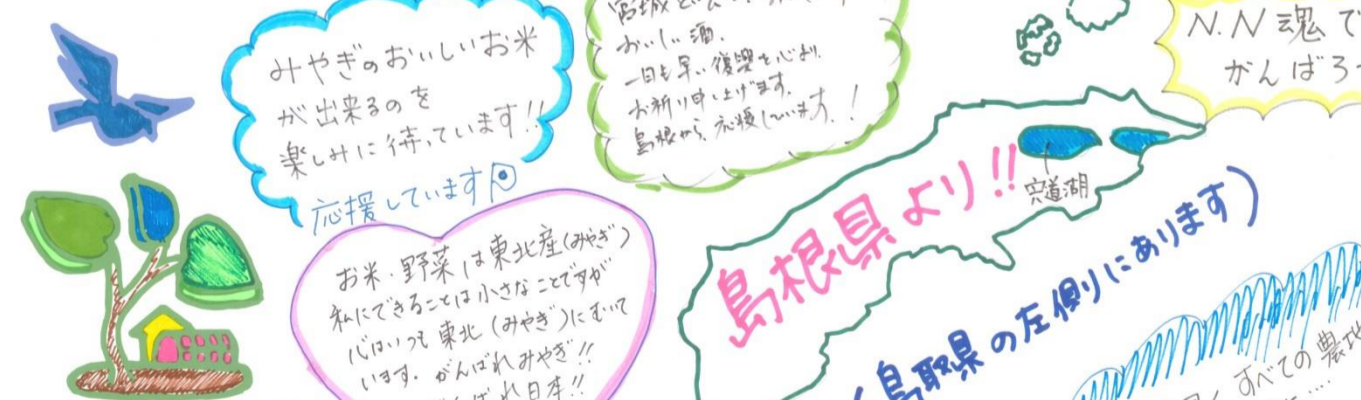 みやぎのおいしいお米
が出来るのを
楽しみに待っています!!
応援しています
おいしい酒、
一日も早い復興を心より、
お祈り申し上げます。
島根から、応援しています!
N.N魂で
がんばろー
お米・野菜は東北産(みやぎ)
私にできることは小さなことですが
心はいつも東北(みやぎ)にむいて
います。がんばれみやぎ!!
がんばれ日本!!
島根県より!!
宍道湖
(鳥取県の左側にあります)
すべての農地